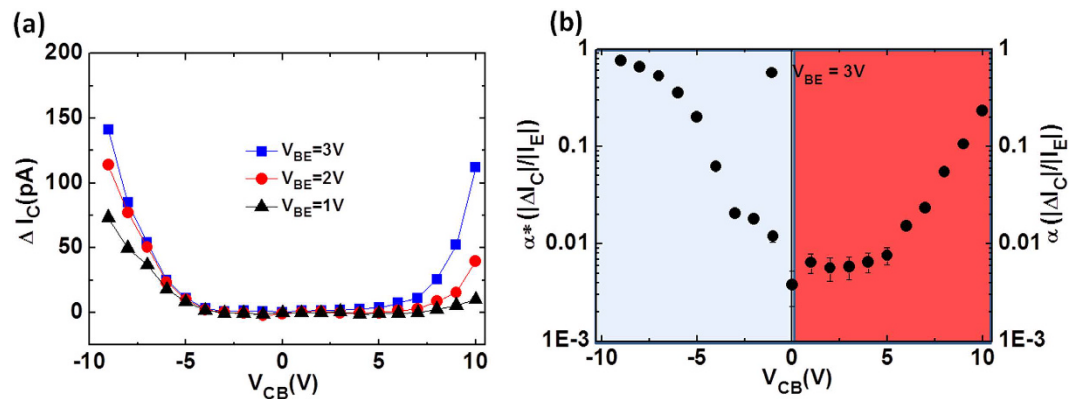 (a)
200
150
100
50
0
Δ I_C(pA)
V_BE=3V
V_BE=2V
V_BE=1V
-10 -5 0 5 10
V_CB(V)
(b)
1
0.1
0.01
1E-3
α* (|ΔI_C|/|I_E|)
V_BE = 3V
1
0.1
0.01
1E-3
α (|ΔI_C|/|I_E|)
-10 -5 0 5 10
V_CB(V)